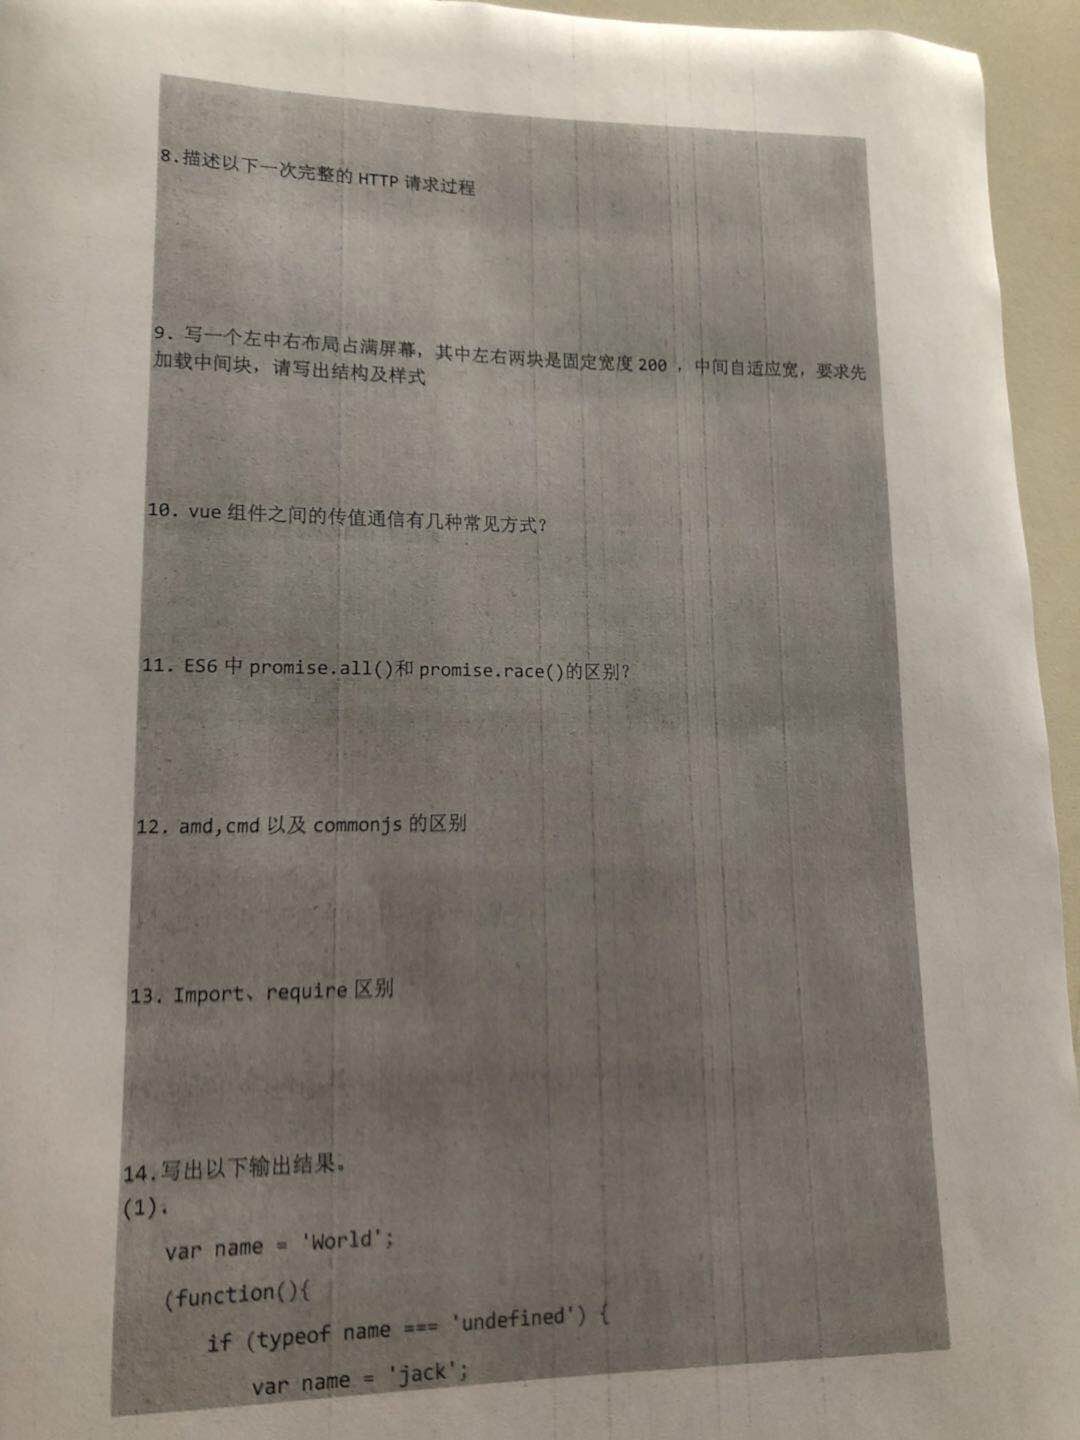 8.描述以下一次完整的 HTTP 请求过程
9. 写一个左中右布局占满屏幕，其中左右两块是固定宽度 200 ，中间自适应宽，要求先
加载中间块，请写出结构及样式
10. vue 组件之间的传值通信有几种常见方式？
11. ES6 中 promise.all()和 promise.race()的区别？
12. amd,cmd 以及 commonjs 的区别
13. Import、require 区别
14.写出以下输出结果。
(1).
var name = 'World';
(function(){
if (typeof name === 'undefined') {
var name = 'jack';